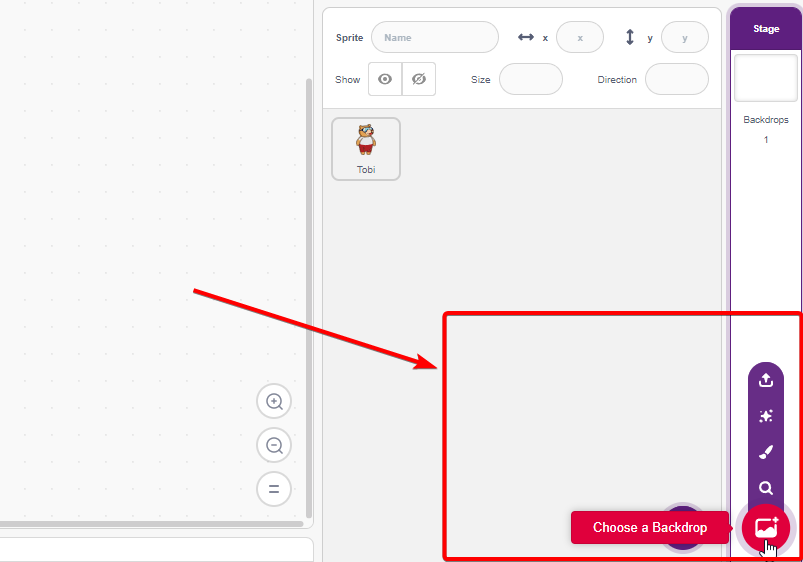 Sprite Name x x y y
Stage
Show Size Direction
Tobi
Backdrops
1
Choose a Backdrop